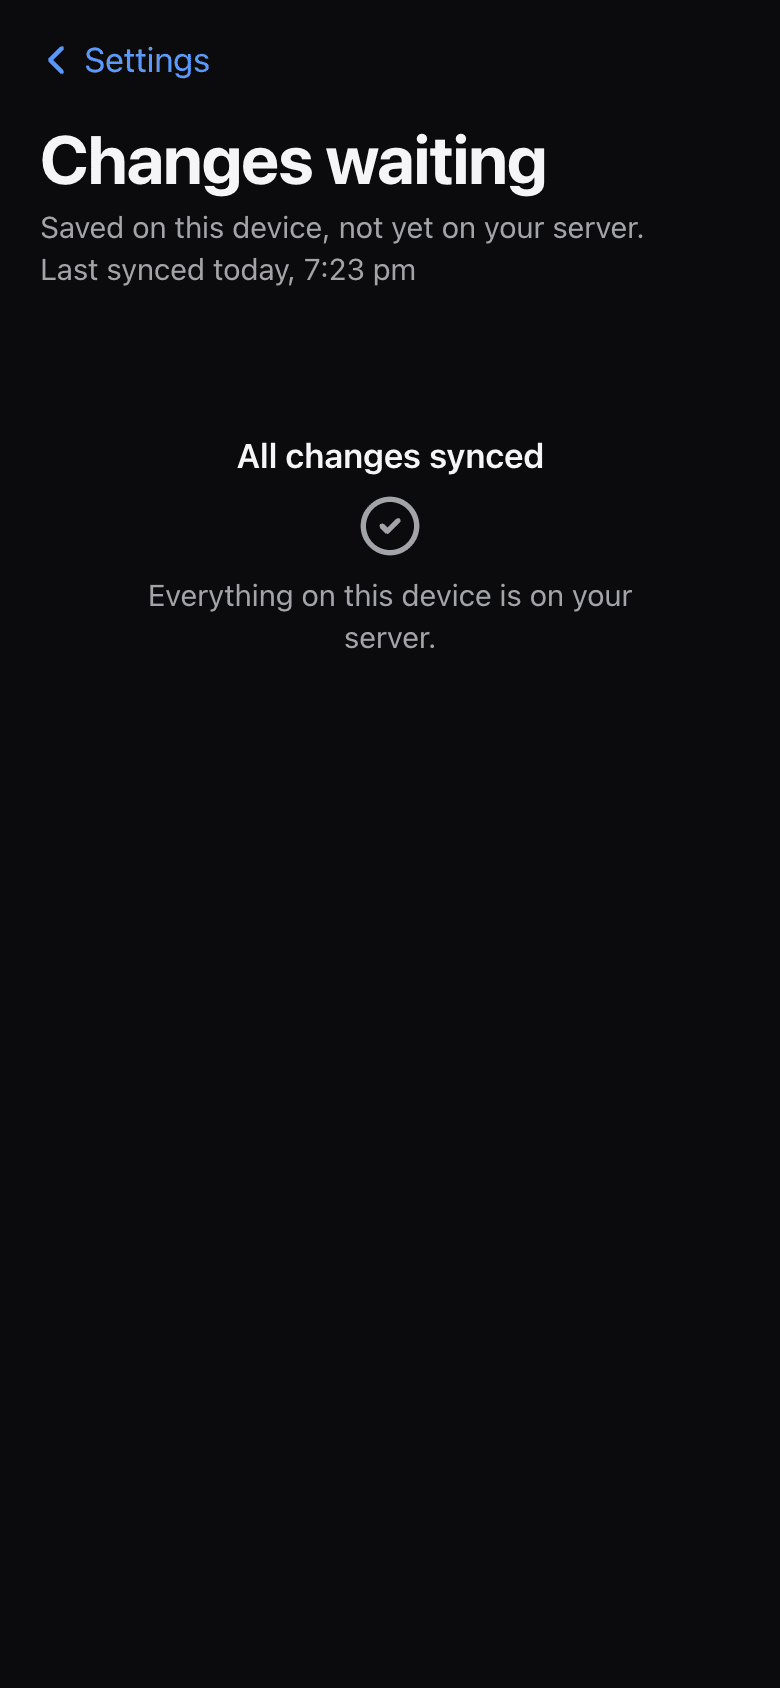 Settings
Changes waiting
Saved on this device, not yet on your server.
Last synced today, 7:23 pm
All changes synced
Everything on this device is on your
server.